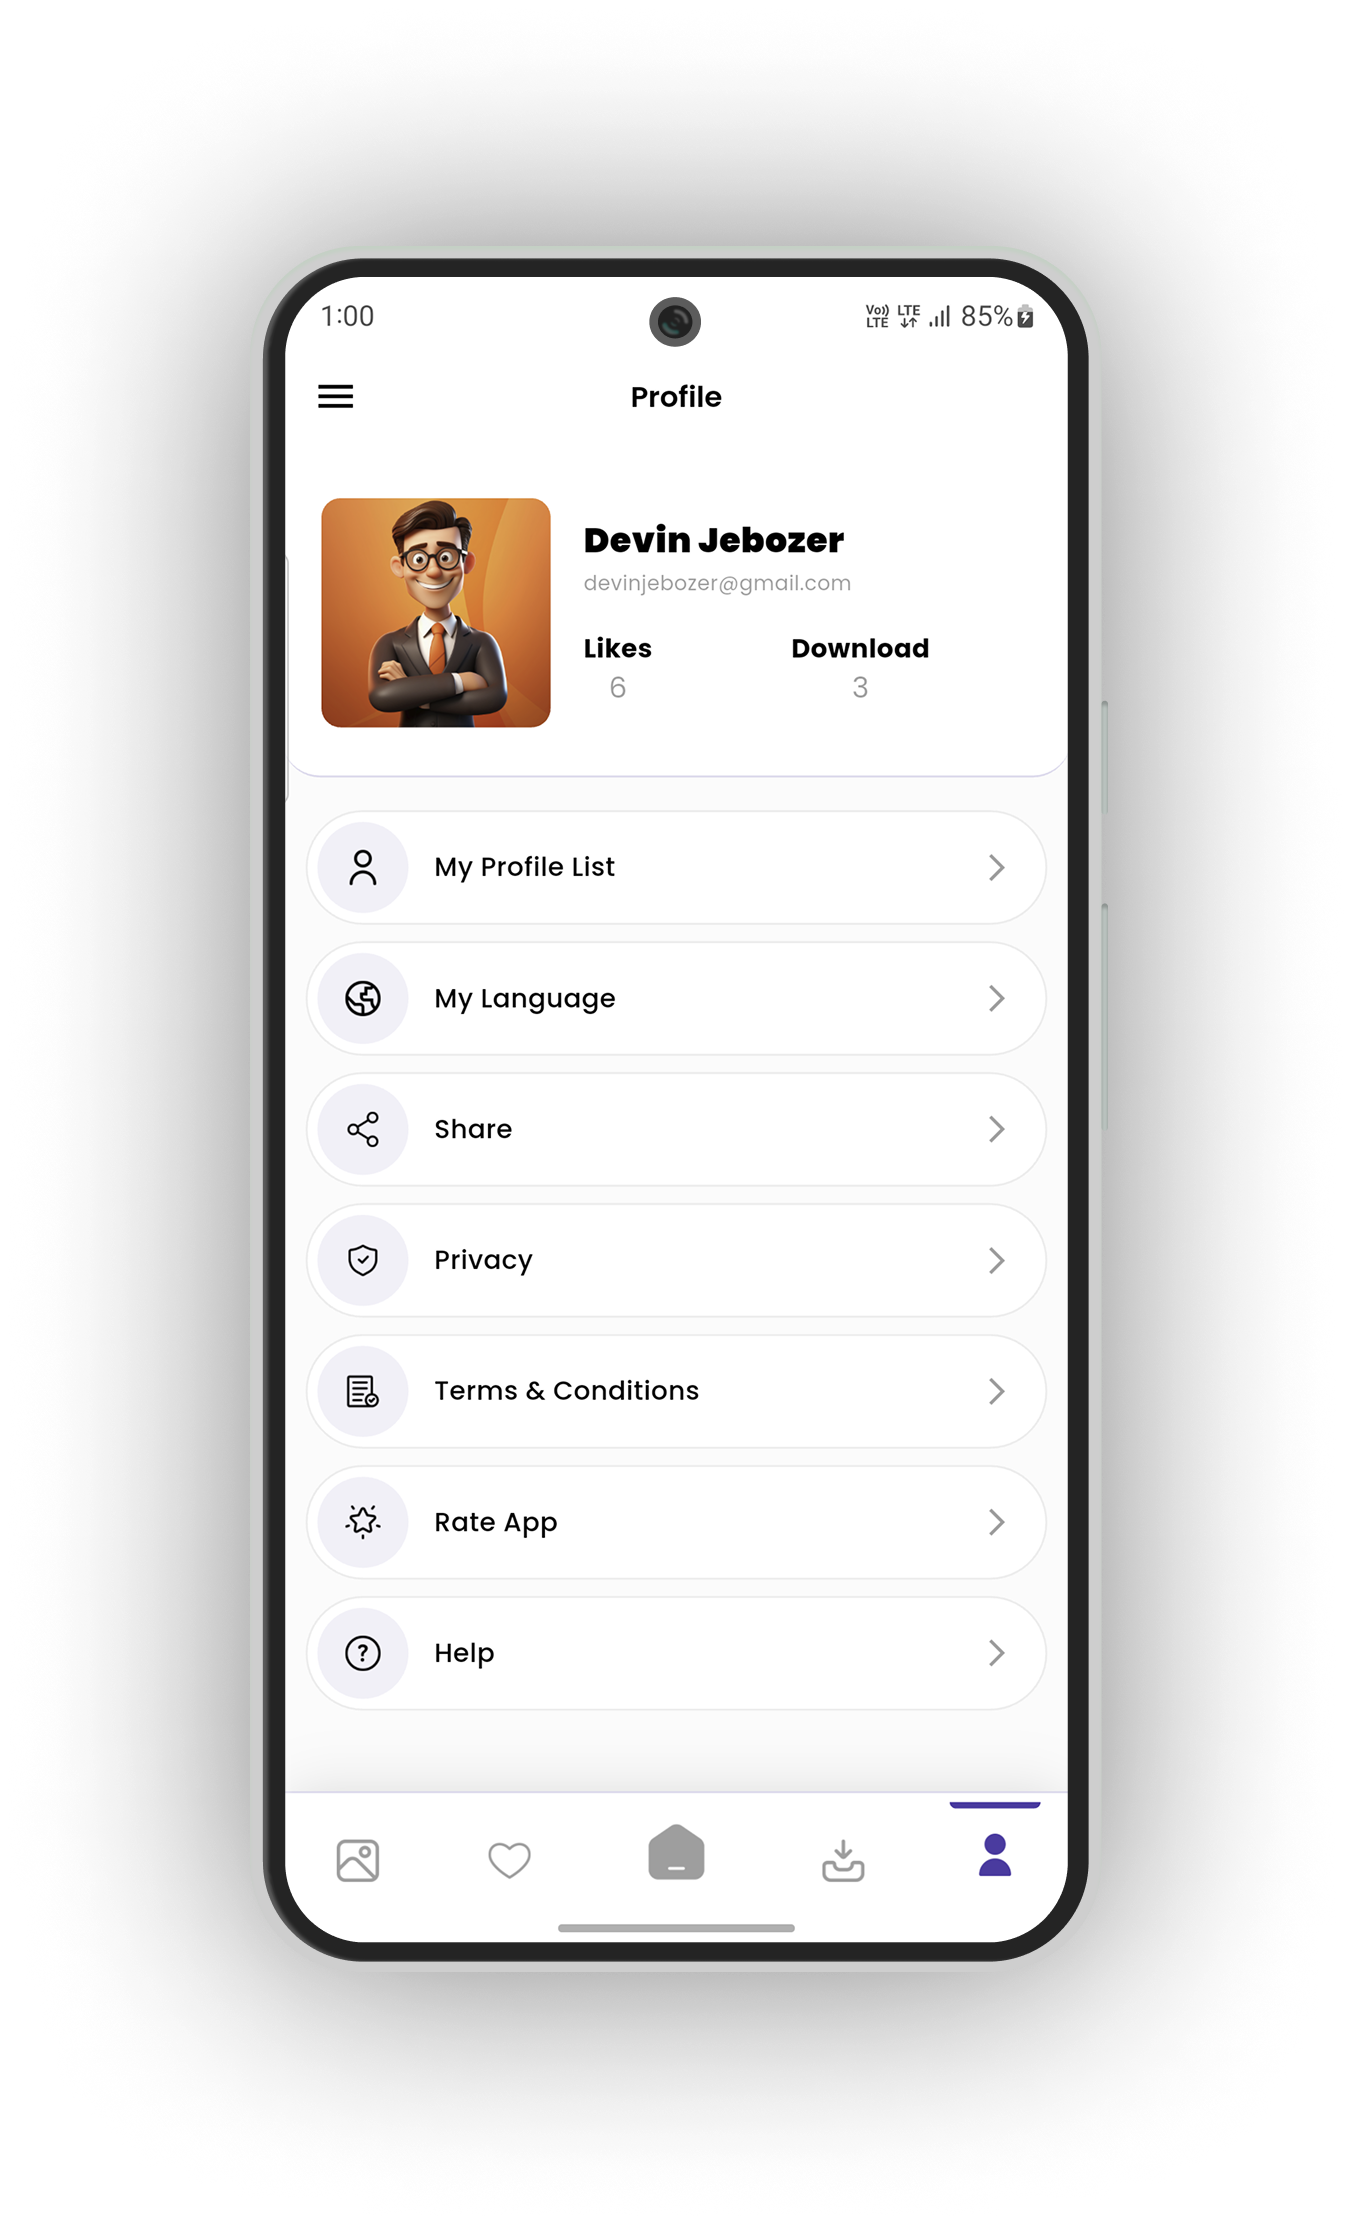 1:00 Vo)) LTE LTE 85%
Profile
Devin Jebozer
devinjebozer@gmail.com
Likes Download
6 3
My Profile List
My Language
Share
Privacy
Terms & Conditions
Rate App
? Help